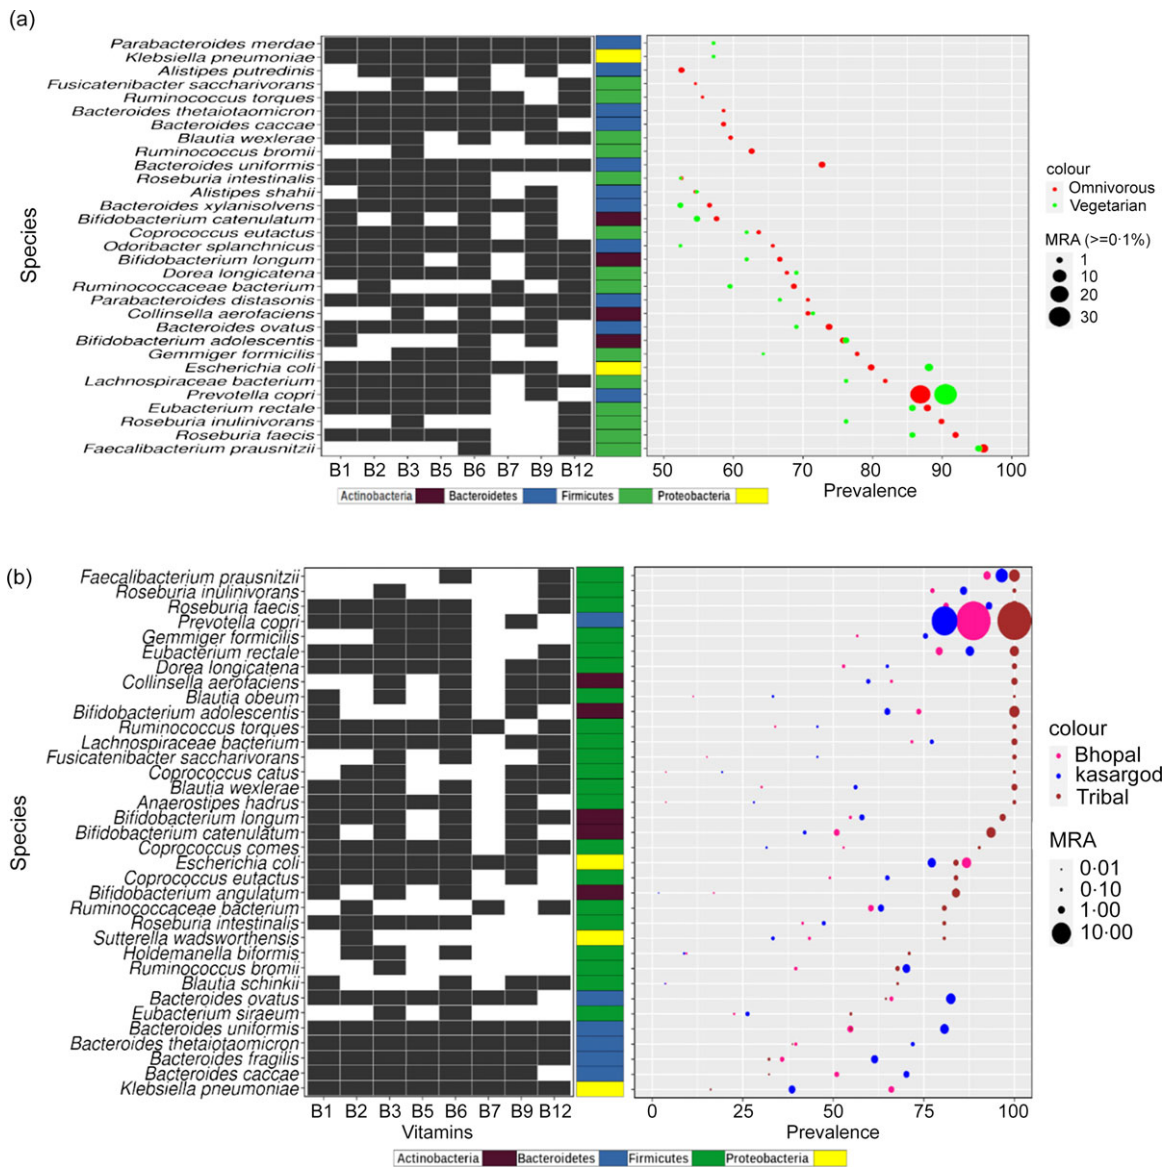 (a)
Species
Parabacteroides merdae
Klebsiella pneumoniae
Alistipes putredinis
Fusicatenibacter saccharivorans
Ruminococcus torques
Bacteroides thetaiotaomicron
Bacteroides caccae
Blautia wexlerae
Ruminococcus bromii
Bacteroides uniformis
Roseburia intestinalis
Alistipes shahii
Bacteroides xylanisolvens
Bifidobacterium catenulatum
Coprococcus eutactus
Odoribacter splanchnicus
Bifidobacterium longum
Dorea longicatena
Ruminococcaceae bacterium
Parabacteroides distasonis
Collinsella aerofaciens
Bacteroides ovatus
Bifidobacterium adolescentis
Gemmiger formicilis
Escherichia coli
Lachnospiraceae bacterium
Prevotella copri
Eubacterium rectale
Roseburia inulinivorans
Roseburia faecis
Faecalibacterium prausnitzii
B1 B2 B3 B5 B6 B7 B9 B12
50 60 70 80 90 100
Prevalence
Actinobacteria Bacteroidetes Firmicutes Proteobacteria
colour
Omnivorous
Vegetarian
MRA (>=0·1%)
1
10
20
30
(b)
Species
Faecalibacterium prausnitzii
Roseburia inulinivorans
Roseburia faecis
Prevotella copri
Gemmiger formicilis
Eubacterium rectale
Dorea longicatena
Collinsella aerofaciens
Blautia obeum
Bifidobacterium adolescentis
Ruminococcus torques
Lachnospiraceae bacterium
Fusicatenibacter saccharivorans
Coprococcus catus
Blautia wexlerae
Anaerostipes hadrus
Bifidobacterium longum
Bifidobacterium catenulatum
Coprococcus comes
Escherichia coli
Coprococcus eutactus
Bifidobacterium angulatum
Ruminococcaceae bacterium
Roseburia intestinalis
Sutterella wadsworthensis
Holdemanella biformis
Ruminococcus bromii
Blautia schinkii
Bacteroides ovatus
Eubacterium siraeum
Bacteroides uniformis
Bacteroides thetaiotaomicron
Bacteroides fragilis
Bacteroides caccae
Klebsiella pneumoniae
B1 B2 B3 B5 B6 B7 B9 B12
Vitamins
0 25 50 75 100
Prevalence
Actinobacteria Bacteroidetes Firmicutes Proteobacteria
colour
Bhopal
kasargod
Tribal
MRA
0·01
0·10
1·00
10·00